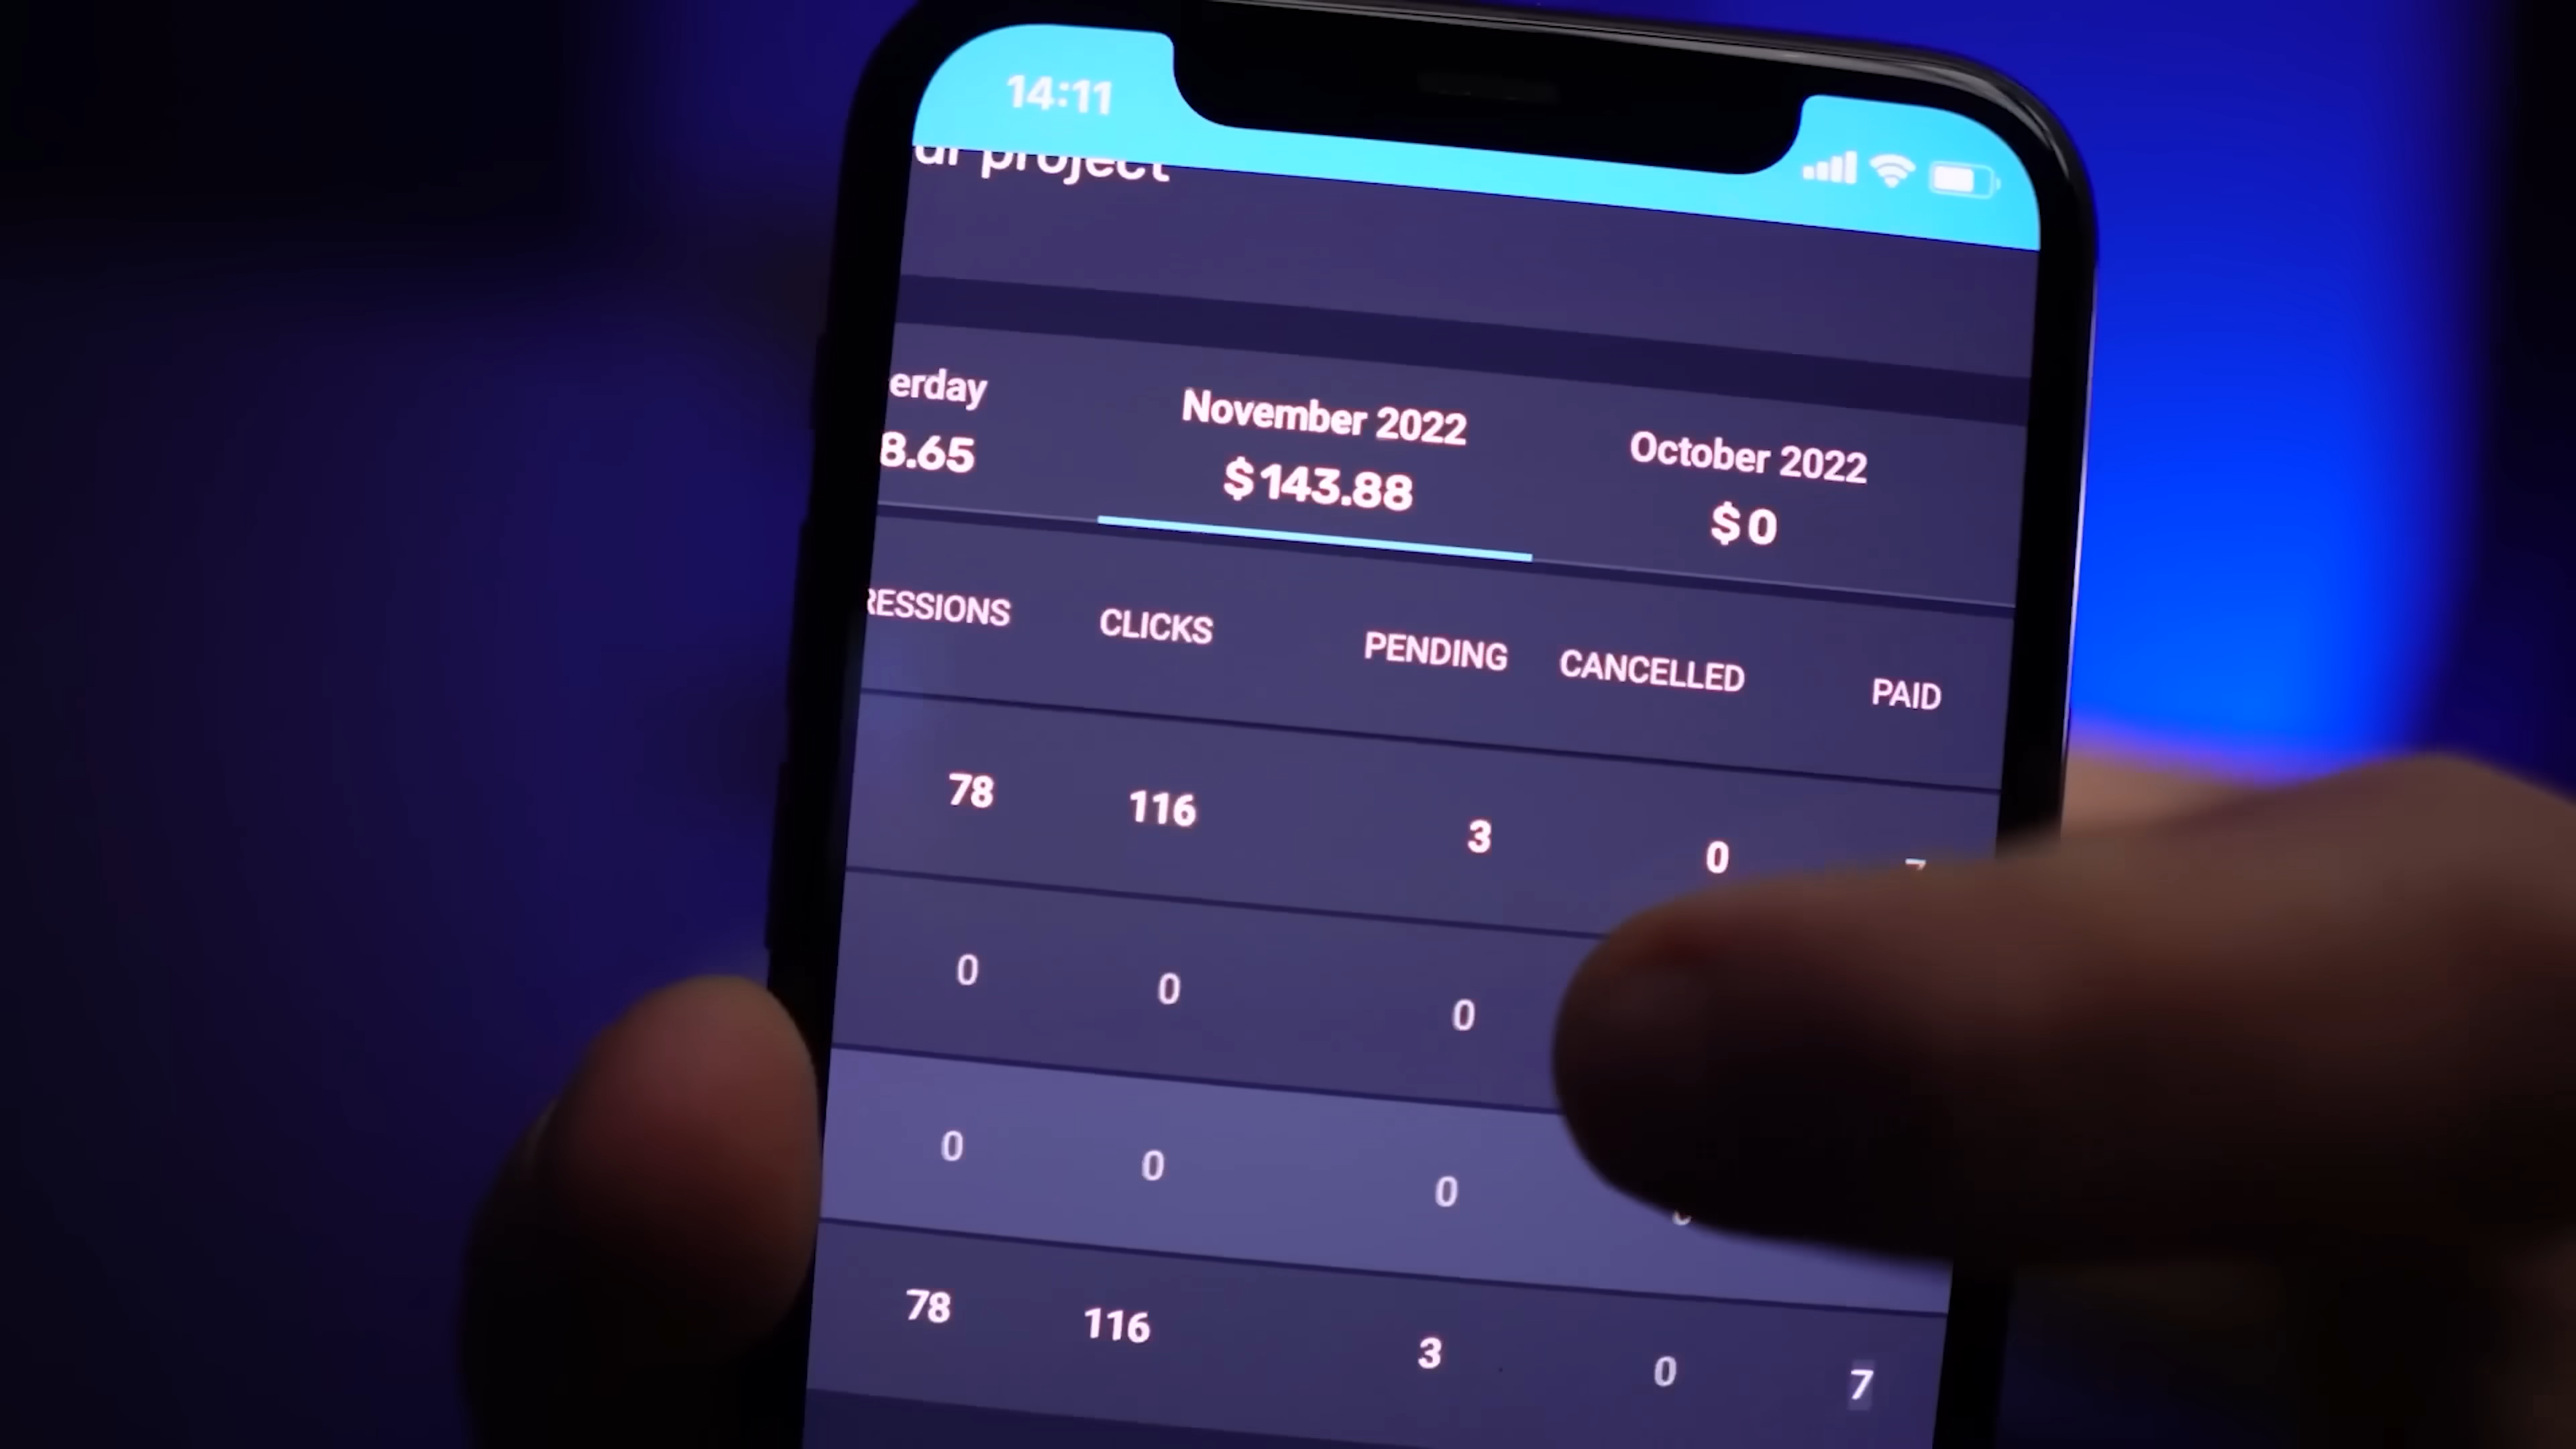 14:11
ur project
erday November 2022 October 2022
8.65 $143.88 $0
RESSIONS CLICKS PENDING CANCELLED PAID
78 116 3 0
0 0 0
0 0 0
78 116 3 0 7